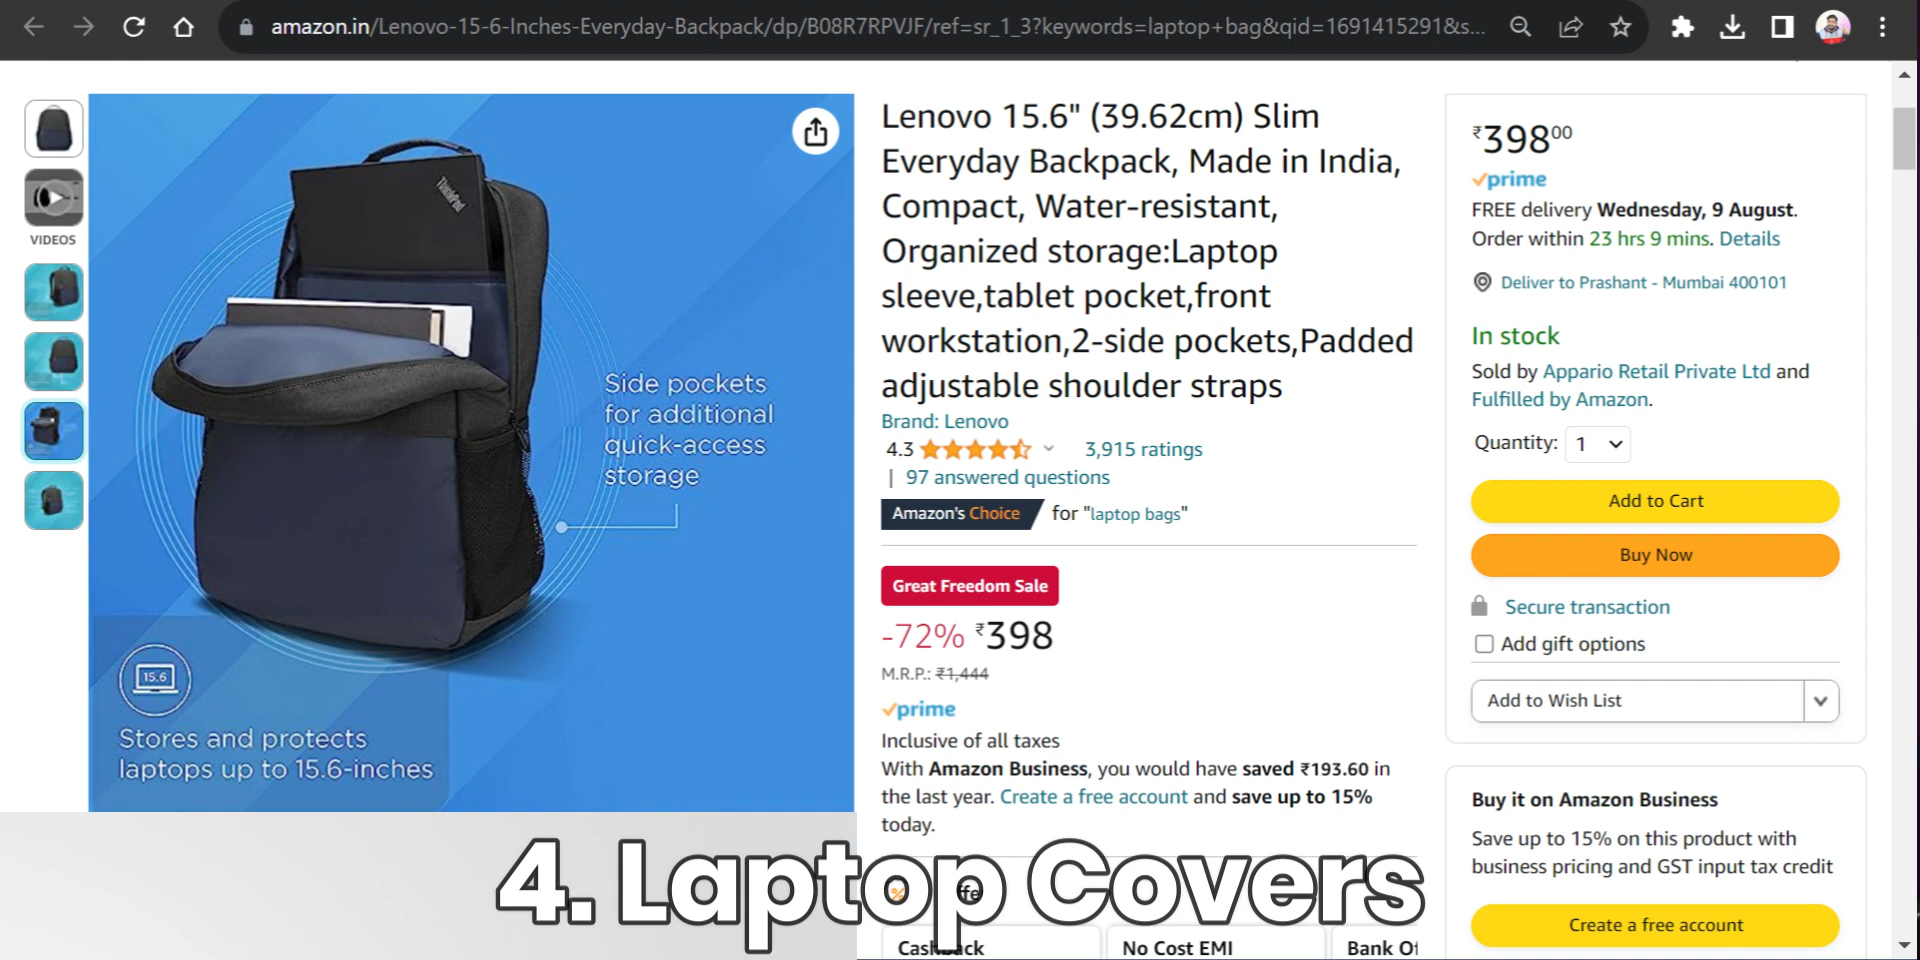 amazon.in/Lenovo-15-6-Inches-Everyday-Backpack/dp/B08R7RPVJF/ref=sr_1_3?keywords=laptop+bag&qid=1691415291&s...
VIDEOS
ThinkPad
Side pockets
for additional
quick-access
storage
15.6
Stores and protects
laptops up to 15.6-inches
Lenovo 15.6" (39.62cm) Slim
Everyday Backpack, Made in India,
Compact, Water-resistant,
Organized storage:Laptop
sleeve,tablet pocket,front
workstation,2-side pockets,Padded
adjustable shoulder straps
Brand: Lenovo
4.3 3,915 ratings
| 97 answered questions
Amazon's Choice for "laptop bags"
Great Freedom Sale
-72% ₹398
M.R.P.: ₹1,444
prime
Inclusive of all taxes
With Amazon Business, you would have saved ₹193.60 in
the last year. Create a free account and save up to 15%
today.
Cashback
No Cost EMI
Bank Of
₹39800
prime
FREE delivery Wednesday, 9 August.
Order within 23 hrs 9 mins. Details
Deliver to Prashant - Mumbai 400101
In stock
Sold by Appario Retail Private Ltd and
Fulfilled by Amazon.
Quantity: 1
Add to Cart
Buy Now
Secure transaction
Add gift options
Add to Wish List
Buy it on Amazon Business
Save up to 15% on this product with
business pricing and GST input tax credit
Create a free account
4. Laptop Covers